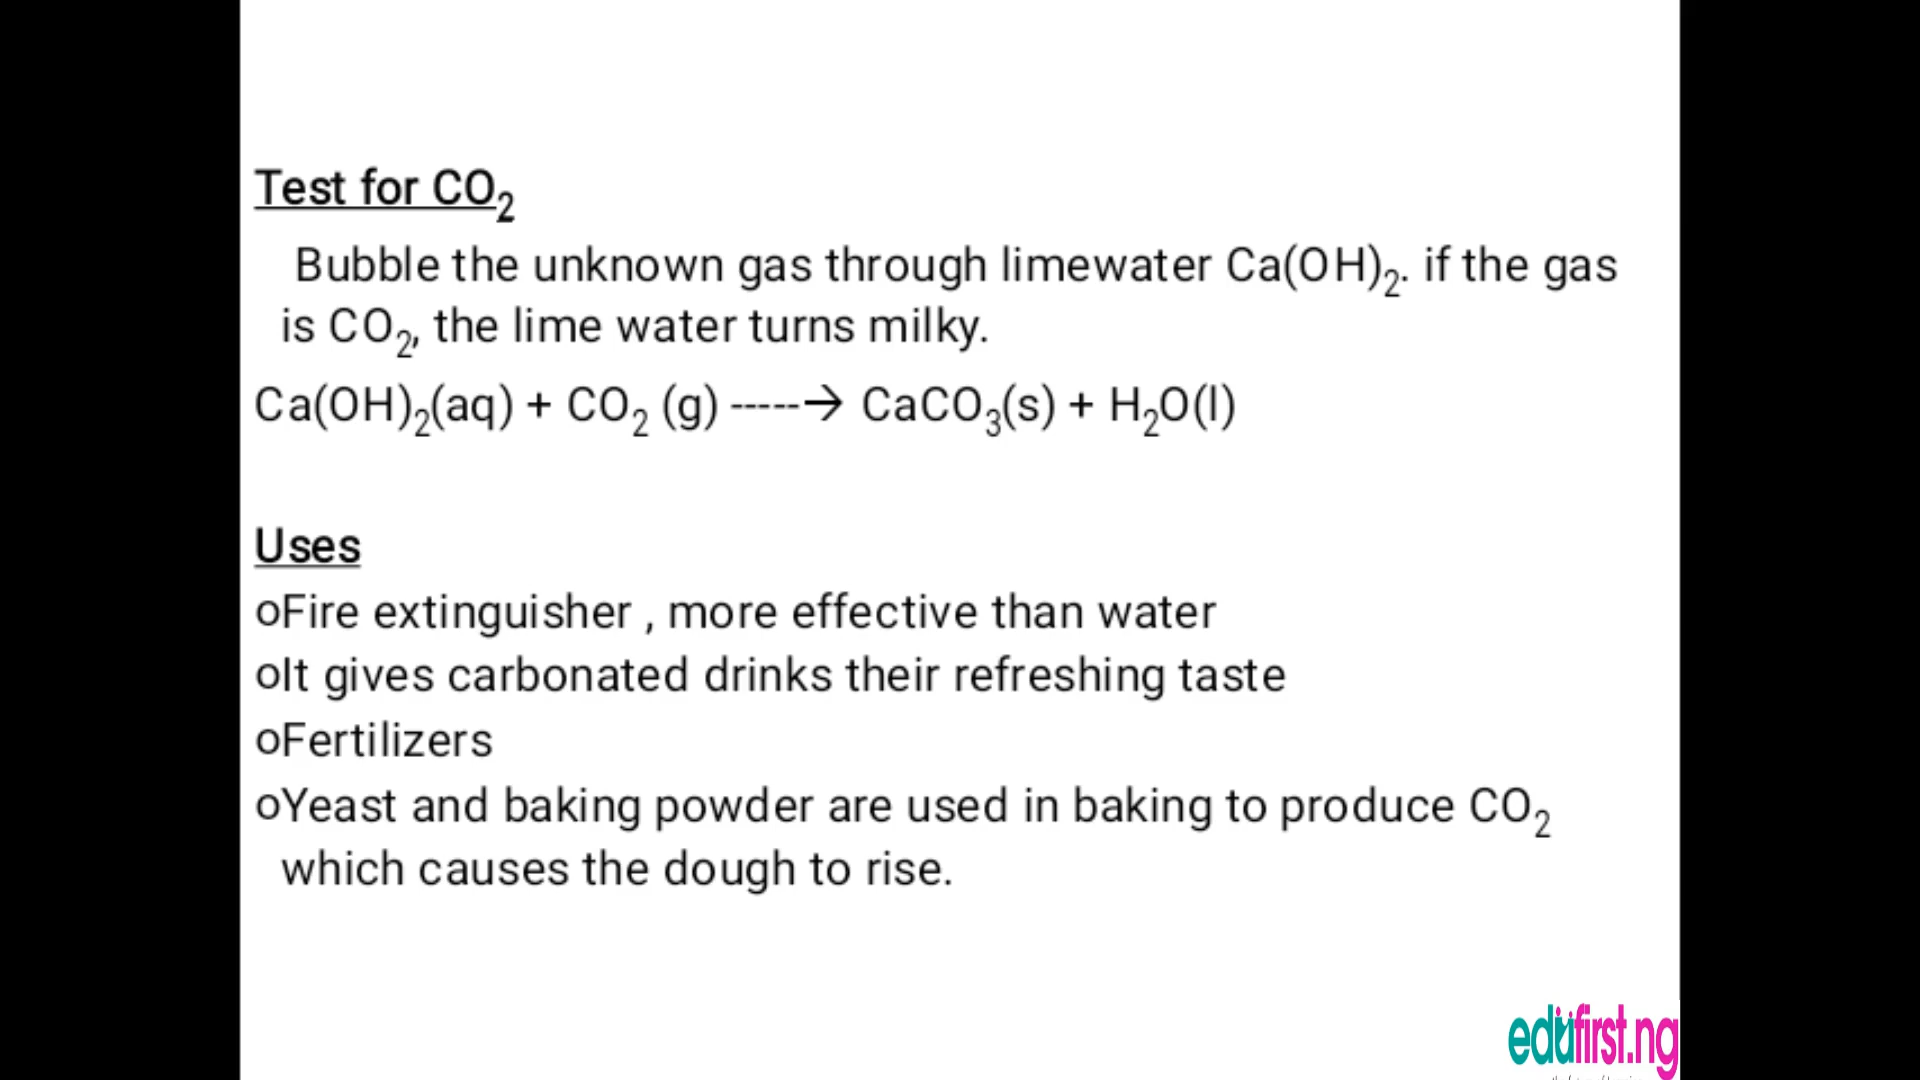 Test for CO₂
Bubble the unknown gas through limewater Ca(OH)₂. if the gas
is CO₂, the lime water turns milky.
Ca(OH)₂(aq) + CO₂ (g) -----→ CaCO₃(s) + H₂O(l)
Uses
oFire extinguisher , more effective than water
oIt gives carbonated drinks their refreshing taste
oFertilizers
oYeast and baking powder are used in baking to produce CO₂
which causes the dough to rise.
edufirst.ng